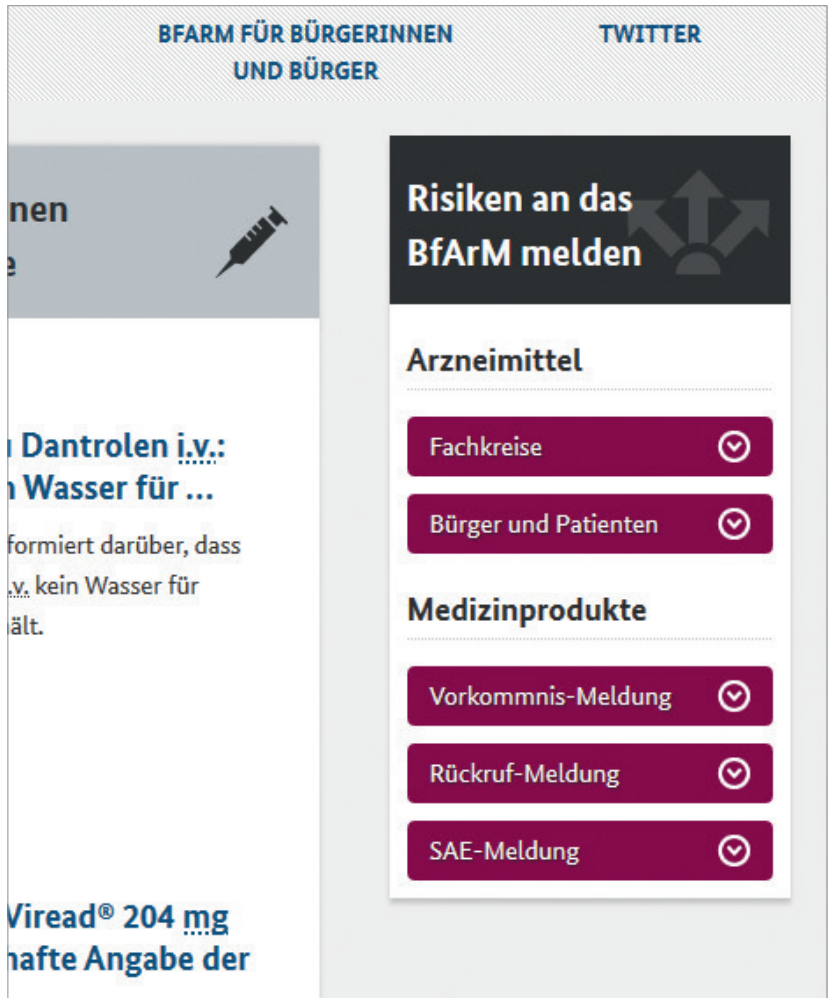 BFARM FÜR BÜRGERINNEN
UND BÜRGER
TWITTER
nen
e
Dantrolen i.v.:
n Wasser für ...
formiert darüber, dass
.v. kein Wasser für
ält.
Viread® 204 mg
hafte Angabe der
Risiken an das
BfArM melden
Arzneimittel
Fachkreise
Bürger und Patienten
Medizinprodukte
Vorkommnis-Meldung
Rückruf-Meldung
SAE-Meldung